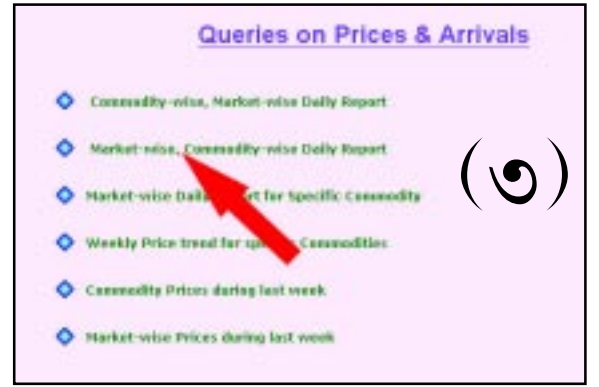 Queries on Prices & Arrivals
Commodity-wise, Market-wise Daily Report
Market-wise, Commodity-wise Daily Report
(৩)
Market-wise Daily for Specific Commodity
Weekly Price trend for Commodities
Commodity Prices during last week
Market-wise Prices during last week